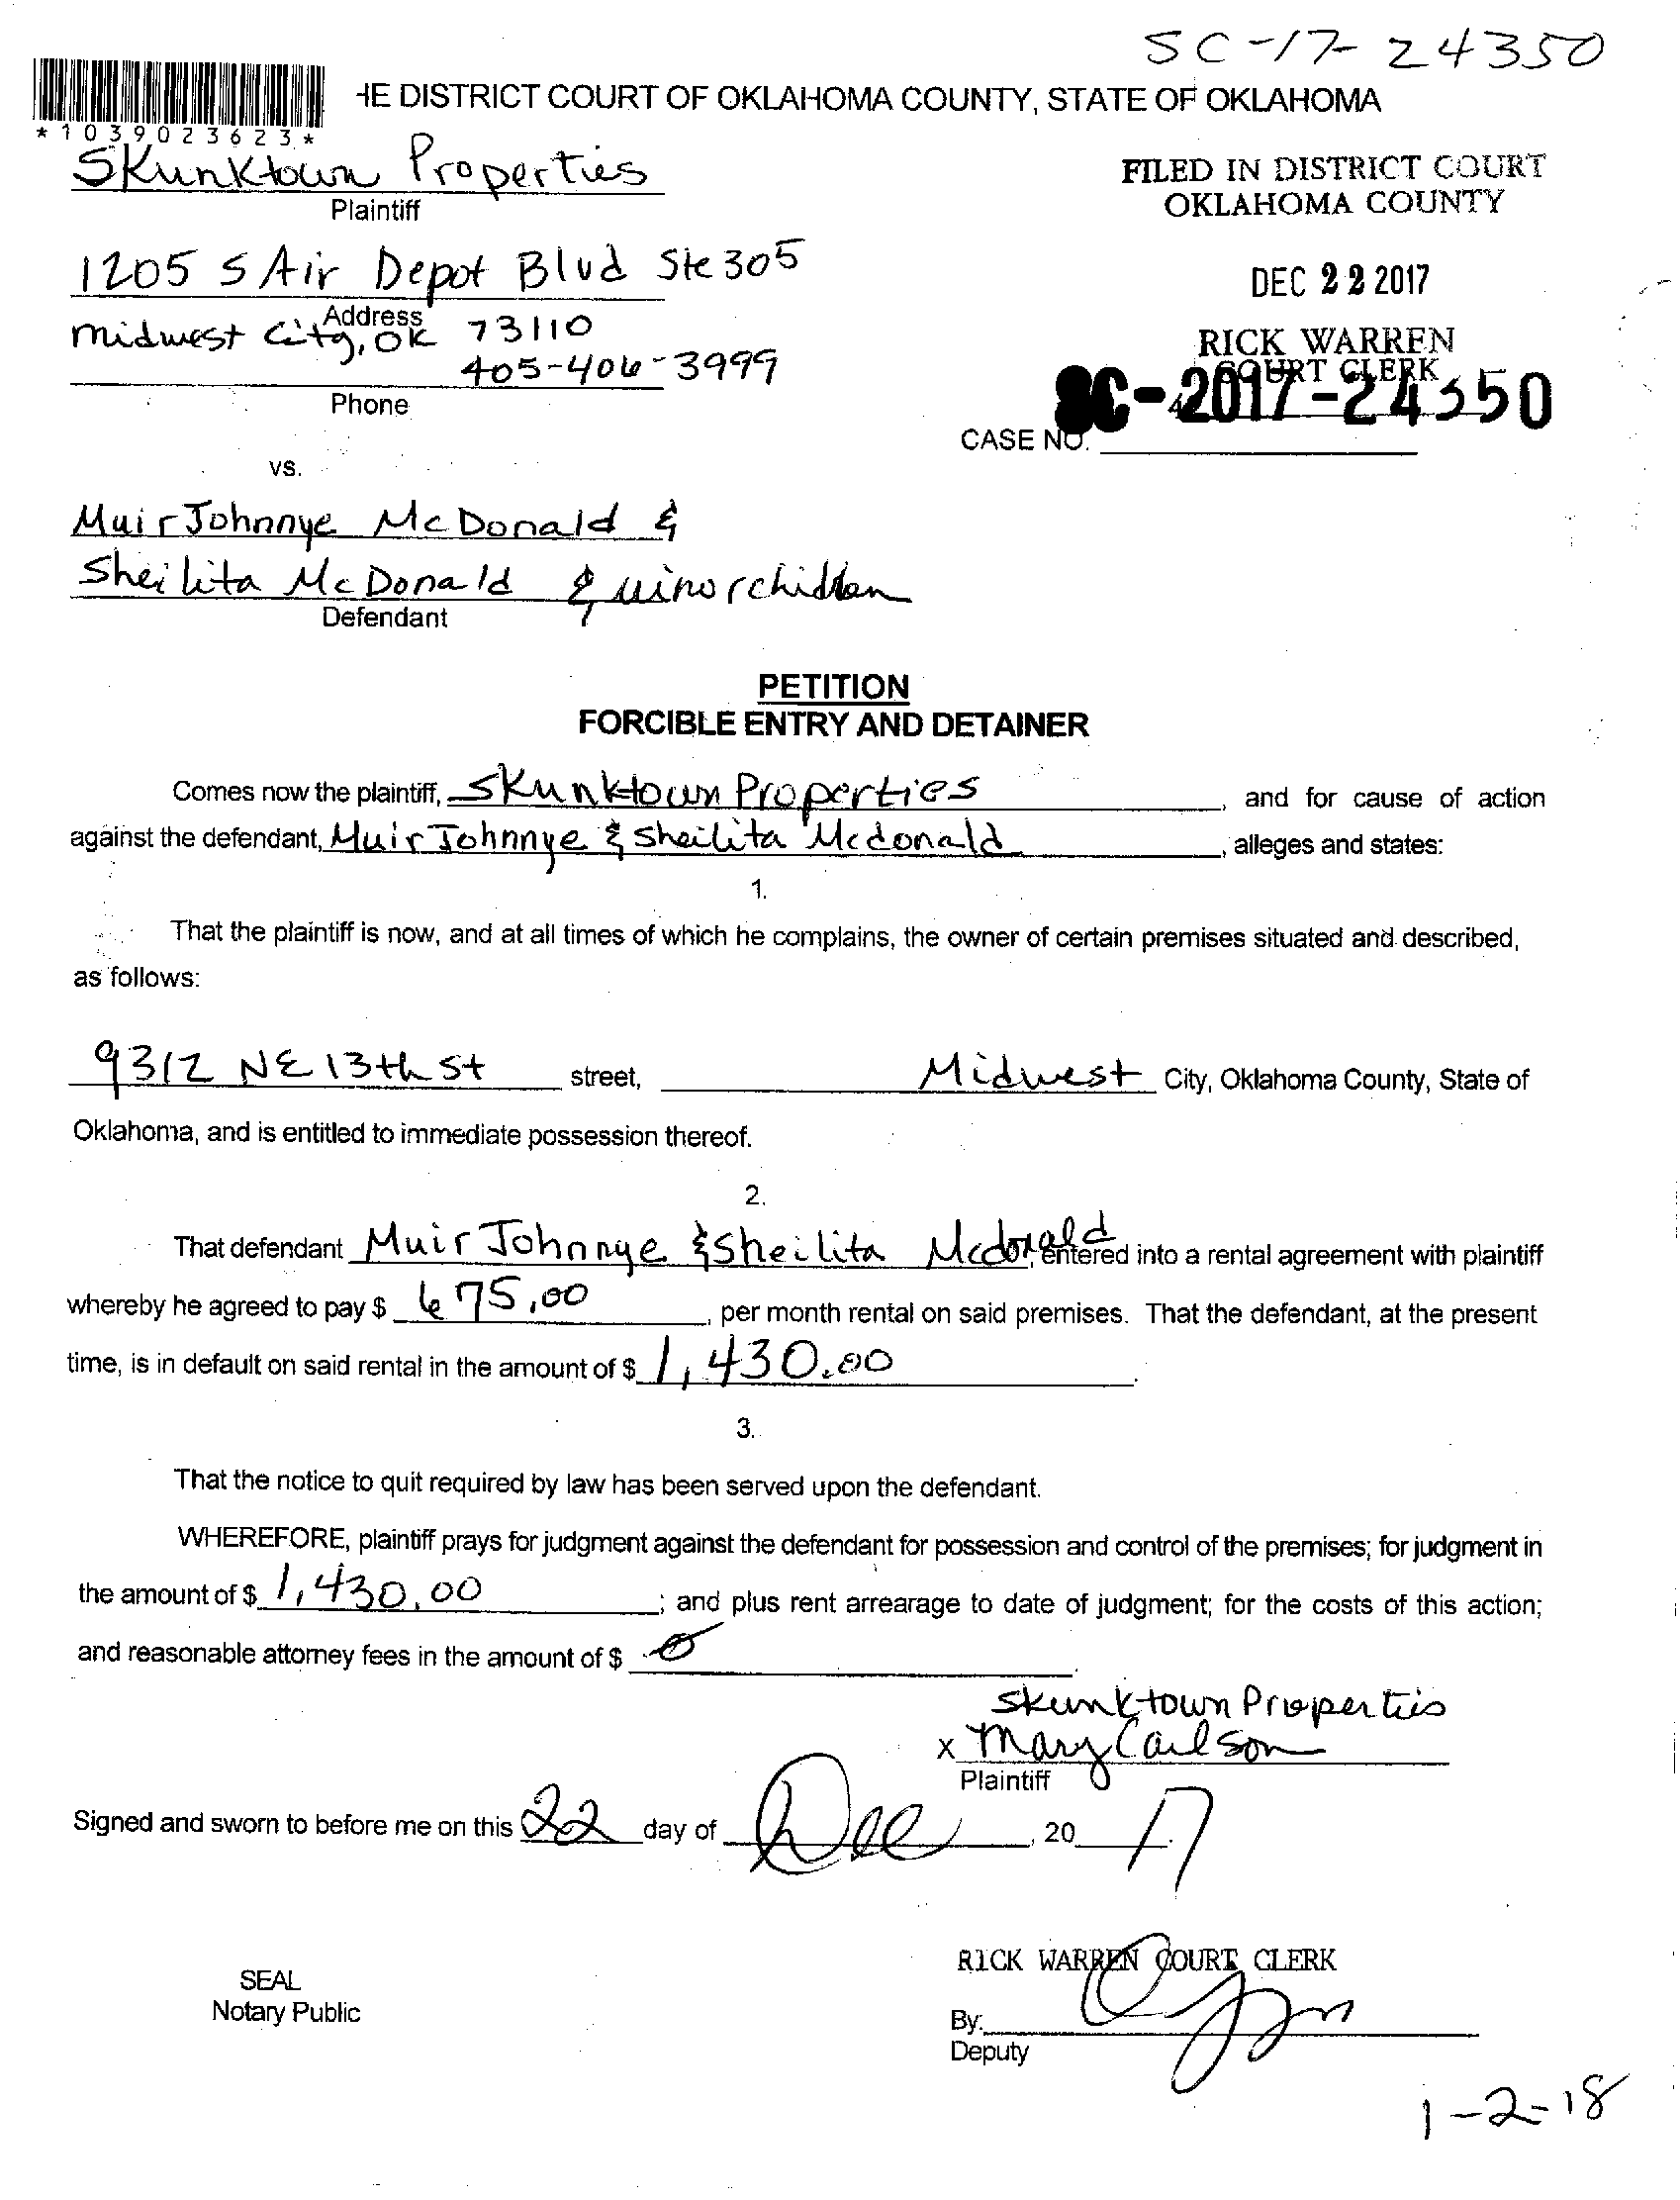 SC-17-24350
HE DISTRICT COURT OF OKLAHOMA COUNTY, STATE OF OKLAHOMA
*1039023623*
Skunktown Properties
Plaintiff
FILED IN DISTRICT COURT
OKLAHOMA COUNTY
1205 S Air Depot Blvd Ste 305
Address
DEC 22 2017
Midwest City, OK 73110
RICK WARREN
COURT CLERK
405-406-3999
Phone
SC-2017-24350
CASE NO.
vs.
Muir Johnnye McDonald &
Sheilita McDonald & minor children
Defendant
PETITION
FORCIBLE ENTRY AND DETAINER
Comes now the plaintiff, Skunktown Properties, and for cause of action
against the defendant, Muir Johnnye & Sheilita Mcdonald, alleges and states:
1.
That the plaintiff is now, and at all times of which he complains, the owner of certain premises situated and described,
as follows:
9312 NE 13th St street, Midwest City, Oklahoma County, State of
Oklahoma, and is entitled to immediate possession thereof.
2.
That defendant Muir Johnnye & Sheilita Mcdonald, entered into a rental agreement with plaintiff
whereby he agreed to pay $ 675.00, per month rental on said premises. That the defendant, at the present
time, is in default on said rental in the amount of $ 1,430.00.
3.
That the notice to quit required by law has been served upon the defendant.
WHEREFORE, plaintiff prays for judgment against the defendant for possession and control of the premises; for judgment in
the amount of $ 1,430.00; and plus rent arrearage to date of judgment; for the costs of this action;
and reasonable attorney fees in the amount of $ 0.
Skunktown Properties
x Mary Carlson
Plaintiff
Signed and sworn to before me on this 22 day of Dec, 2017.
RICK WARREN COURT CLERK
SEAL
Notary Public
By:
Deputy
1-2-18